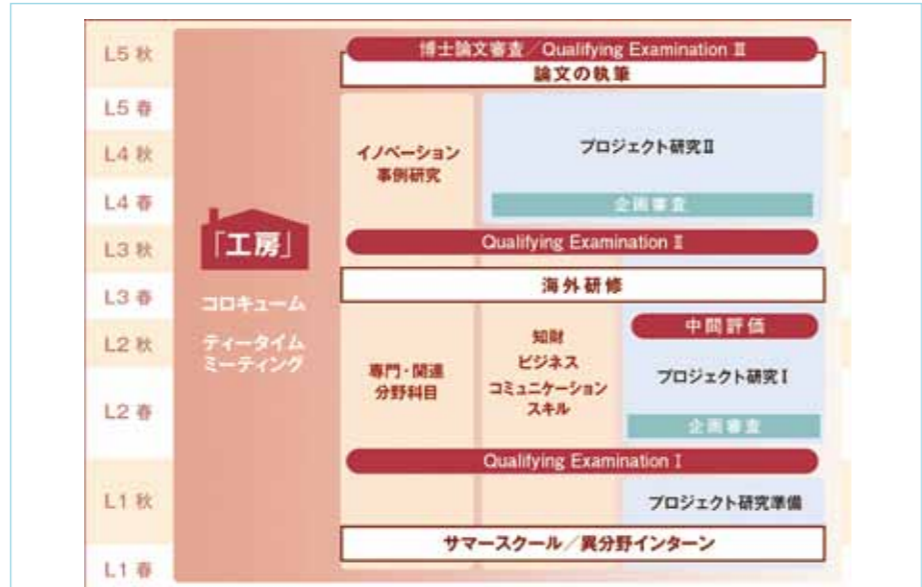 L5 秋
博士論文審査／Qualifying Examination Ⅲ
論文の執筆
L5 春
L4 秋
イノベーション
事例研究
プロジェクト研究Ⅱ
L4 春
企画審査
「工房」
L3 秋
Qualifying Examination Ⅱ
L3 春
海外研修
コロキューム
ティータイム
ミーティング
L2 秋
中間評価
知財
ビジネス
コミュニケーション
スキル
専門・関連
分野科目
プロジェクト研究Ⅰ
L2 春
企画審査
Qualifying Examination Ⅰ
L1 秋
プロジェクト研究準備
サマースクール／異分野インターン
L1 春